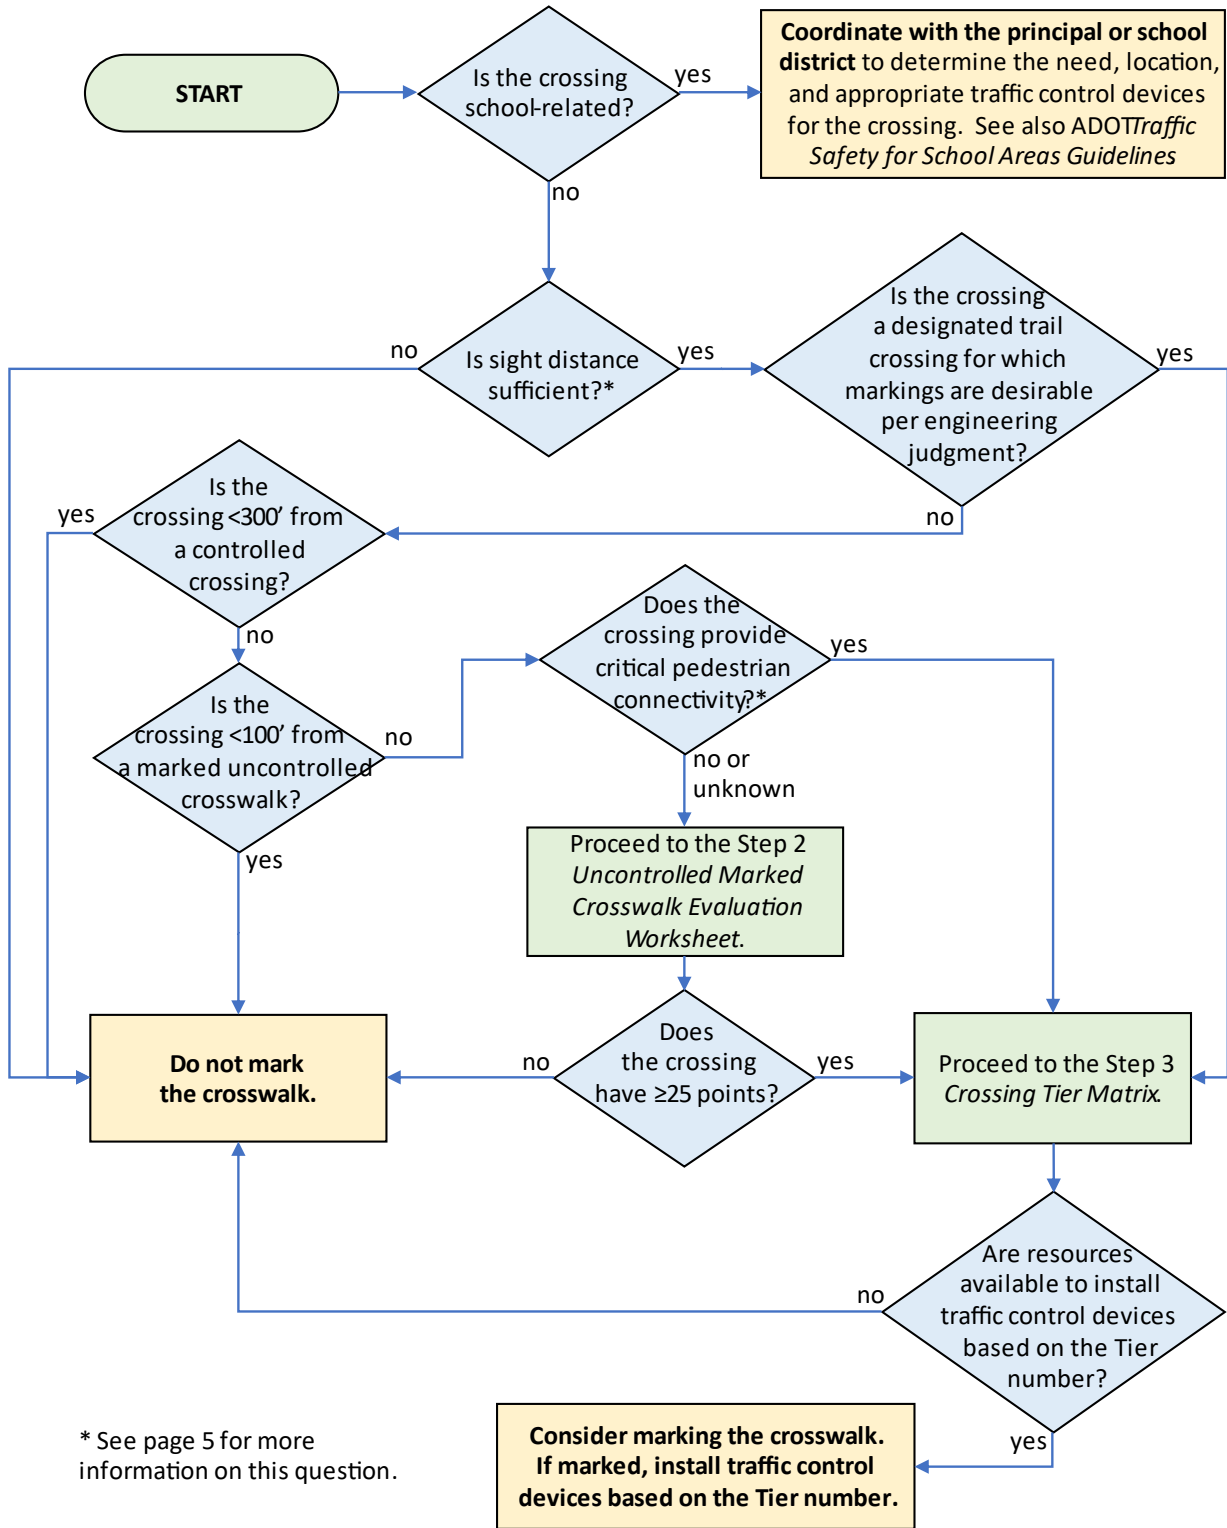 START
Is the crossing
school-related?
yes
Coordinate with the principal or school
district to determine the need, location,
and appropriate traffic control devices
for the crossing.  See also ADOTTraffic
Safety for School Areas Guidelines
no
Is sight distance
sufficient?*
no
yes
Is the crossing
a designated trail
crossing for which
markings are desirable
per engineering
judgment?
yes
no
Is the
crossing <300’ from
a controlled
crossing?
yes
no
Is the
crossing <100’ from
a marked uncontrolled
crosswalk?
no
yes
Does the
crossing provide
critical pedestrian
connectivity?*
yes
no or
unknown
Proceed to the Step 2
Uncontrolled Marked
Crosswalk Evaluation
Worksheet.
Does
the crossing
have ≥25 points?
no
yes
Do not mark
the crosswalk.
Proceed to the Step 3
Crossing Tier Matrix.
Are resources
available to install
traffic control devices
based on the Tier
number?
no
yes
Consider marking the crosswalk.
If marked, install traffic control
devices based on the Tier number.
* See page 5 for more
information on this question.